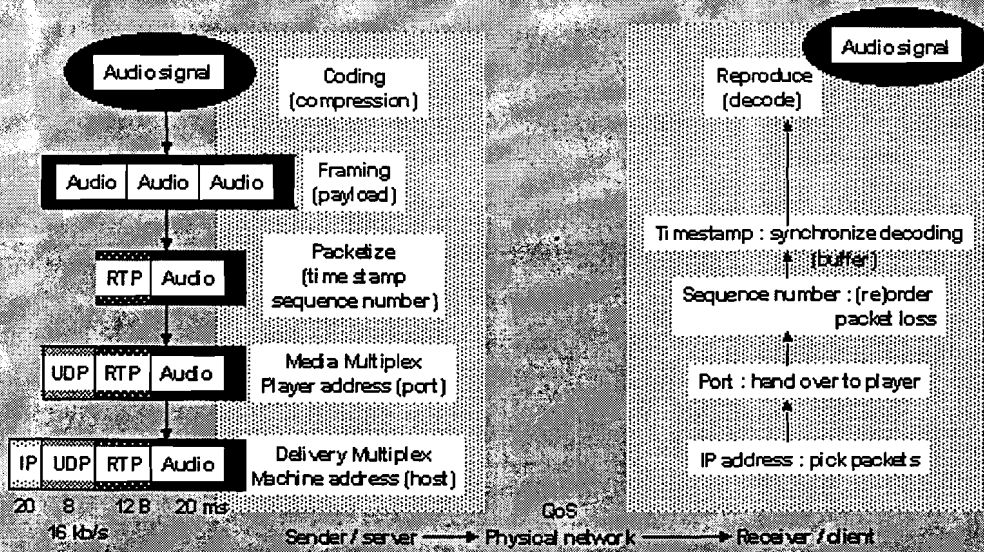 Audio signal
Coding
(compression)
Audio Audio Audio
Framing
(payload)
RTP Audio
Packetize
(time stamp
sequence number)
UDP RTP Audio
Media Multiplex
Player address (port)
IP UDP RTP Audio
Delivery Multiplex
Machine address (host)
20 8 12 B 20 ms
16 kb/s
Sender / server
QoS
Physical network
Receiver / client
Audio signal
Reproduce
(decode)
Timestamp : synchronize decoding
(buffer)
Sequence number : (re)order
packet loss
Port : hand over to player
IP address : pick packets